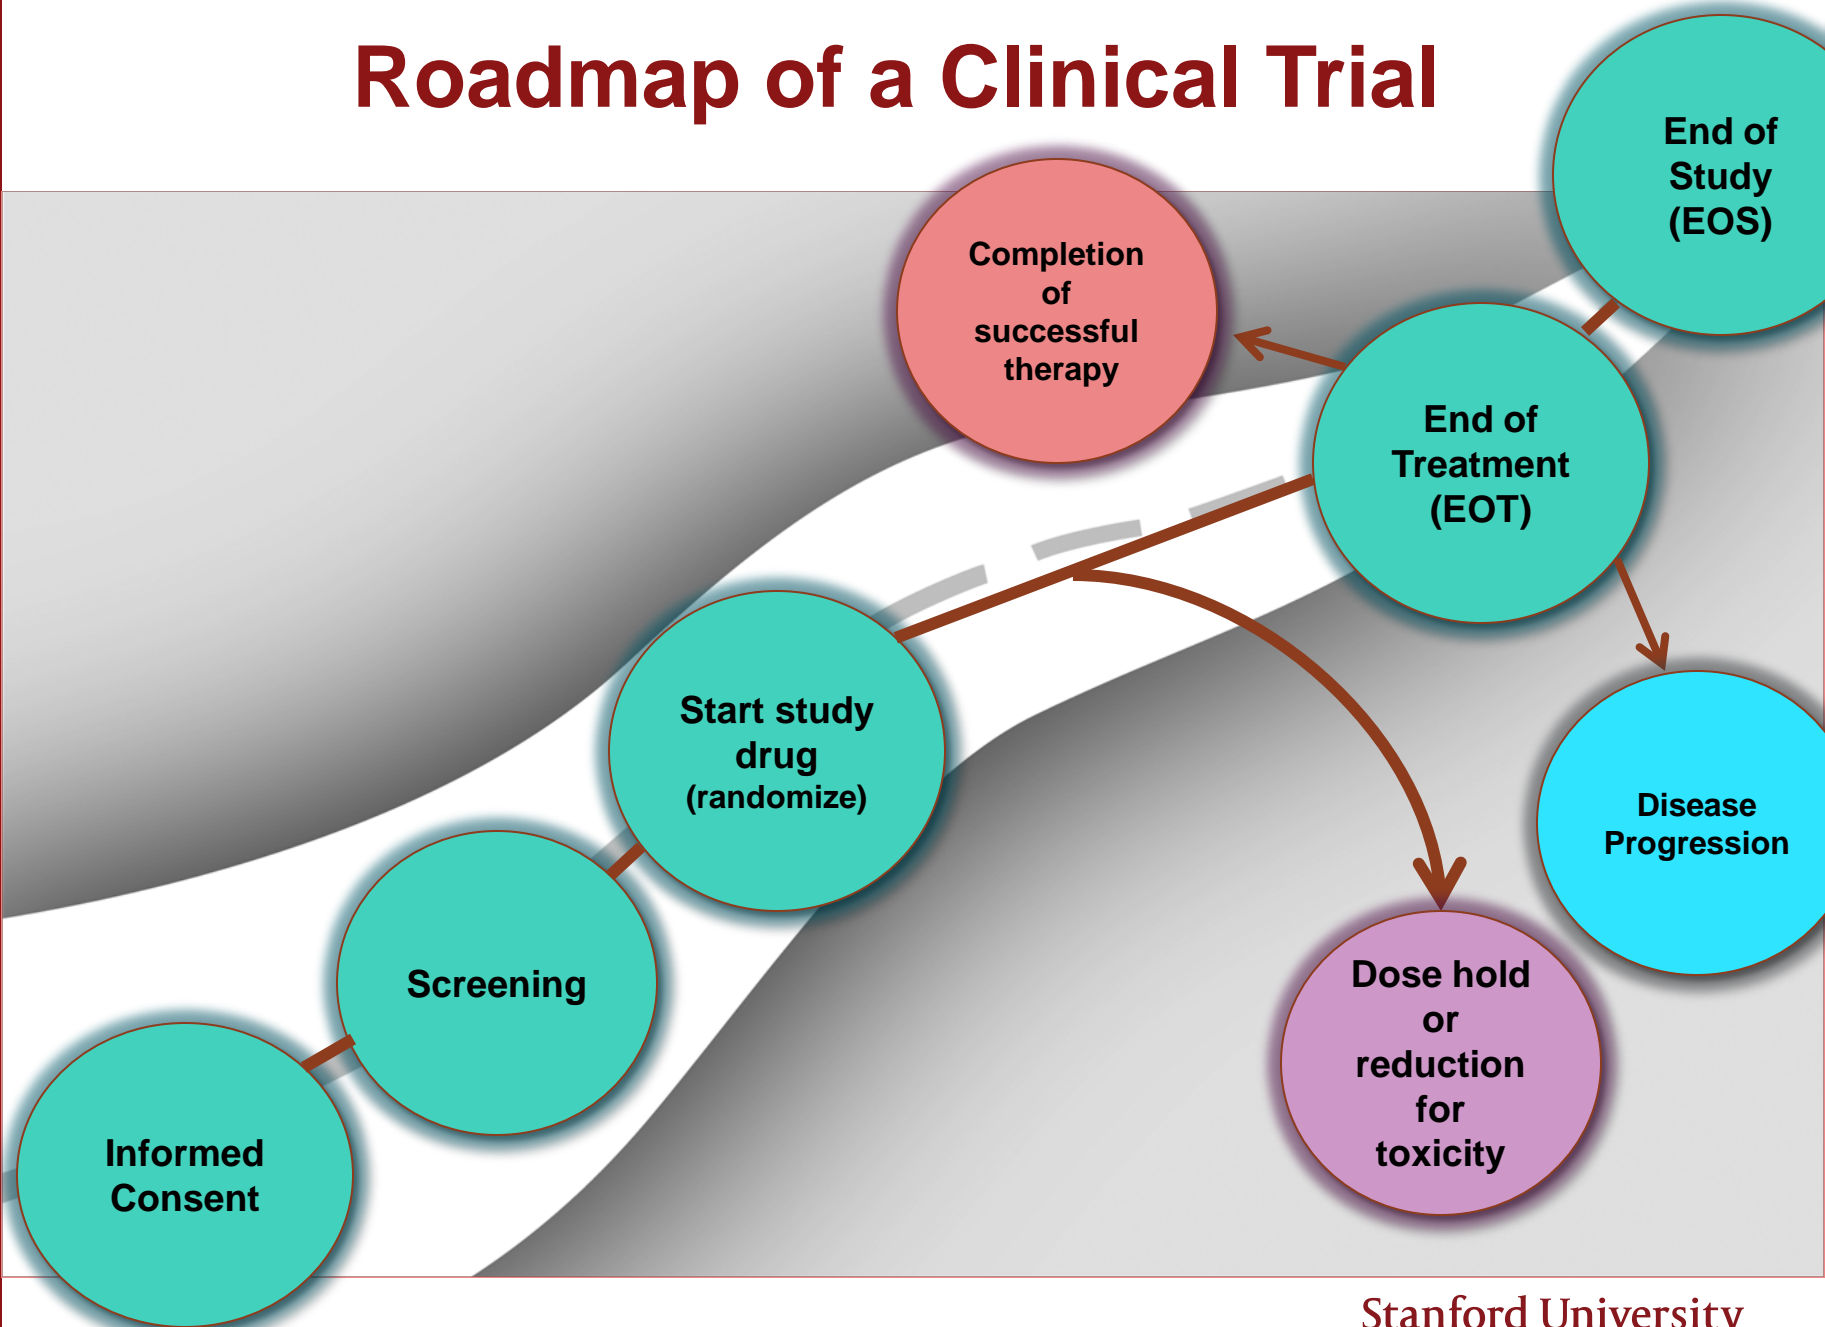 Roadmap of a Clinical Trial
End of
Study
(EOS)
Completion
of
successful
therapy
End of
Treatment
(EOT)
Start study
drug
(randomize)
Disease
Progression
Screening
Dose hold
or
reduction
for
toxicity
Informed
Consent
Stanford University